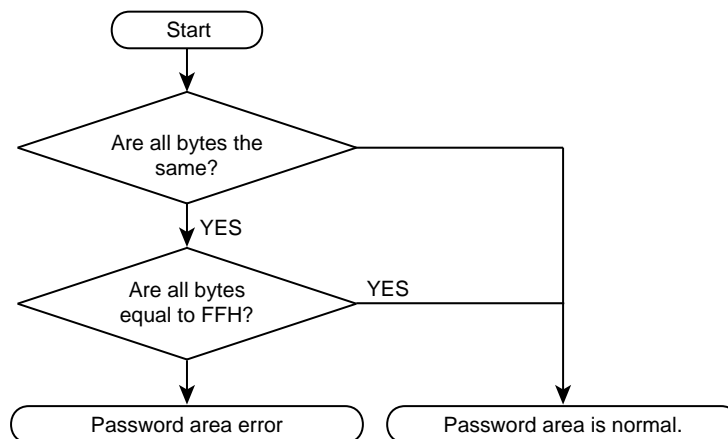 Start
Are all bytes the
same?
YES
Are all bytes
equal to FFH?
YES
Password area error
Password area is normal.